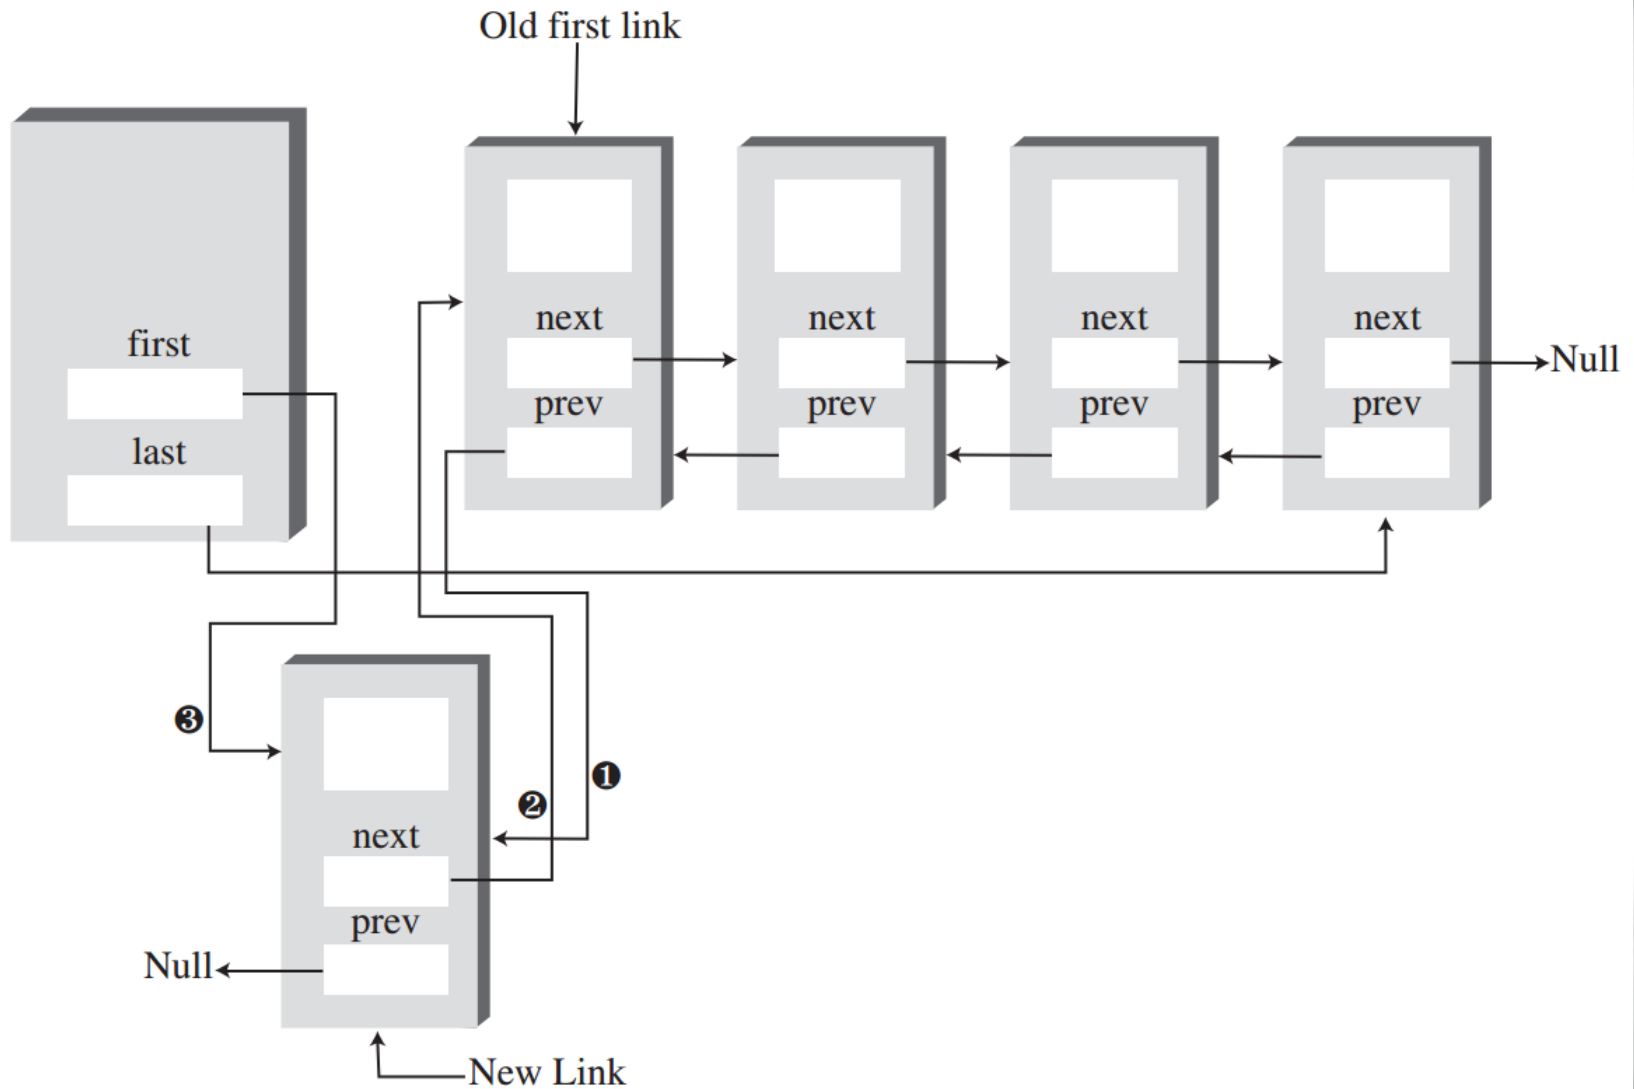 Old first link
first
last
next
prev
next
prev
next
prev
next
prev
Null
❸
❷
❶
next
prev
Null
New Link